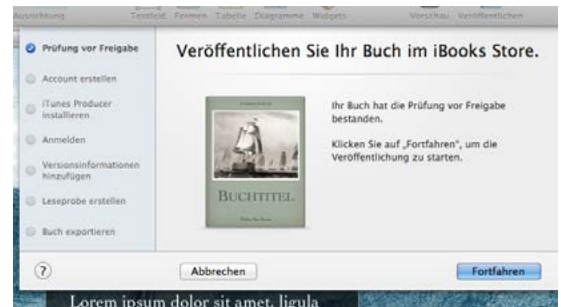 Ausrichtung Textfeld Formen Tabelle Diagramme Widgets Vorschau Veröffentlichen
Prüfung vor Freigabe
Account erstellen
iTunes Producer
installieren
Anmelden
Versionsinformationen
hinzufügen
Leseprobe erstellen
Buch exportieren
Veröffentlichen Sie Ihr Buch im iBooks Store.
BUCHTITEL
Ihr Buch hat die Prüfung vor Freigabe
bestanden.
Klicken Sie auf „Fortfahren", um die
Veröffentlichung zu starten.
?
Abbrechen
Fortfahren
Lorem ipsum dolor sit amet, ligula